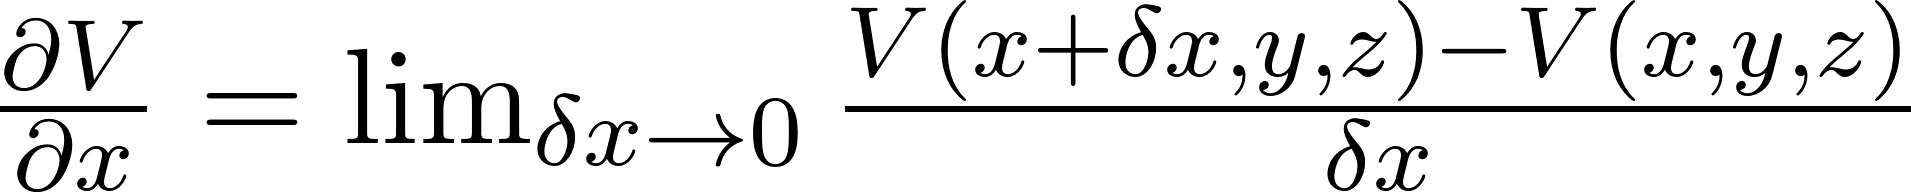 ∂V/∂x = lim_{δx→0} (V(x+δx,y,z)−V(x,y,z))/δx